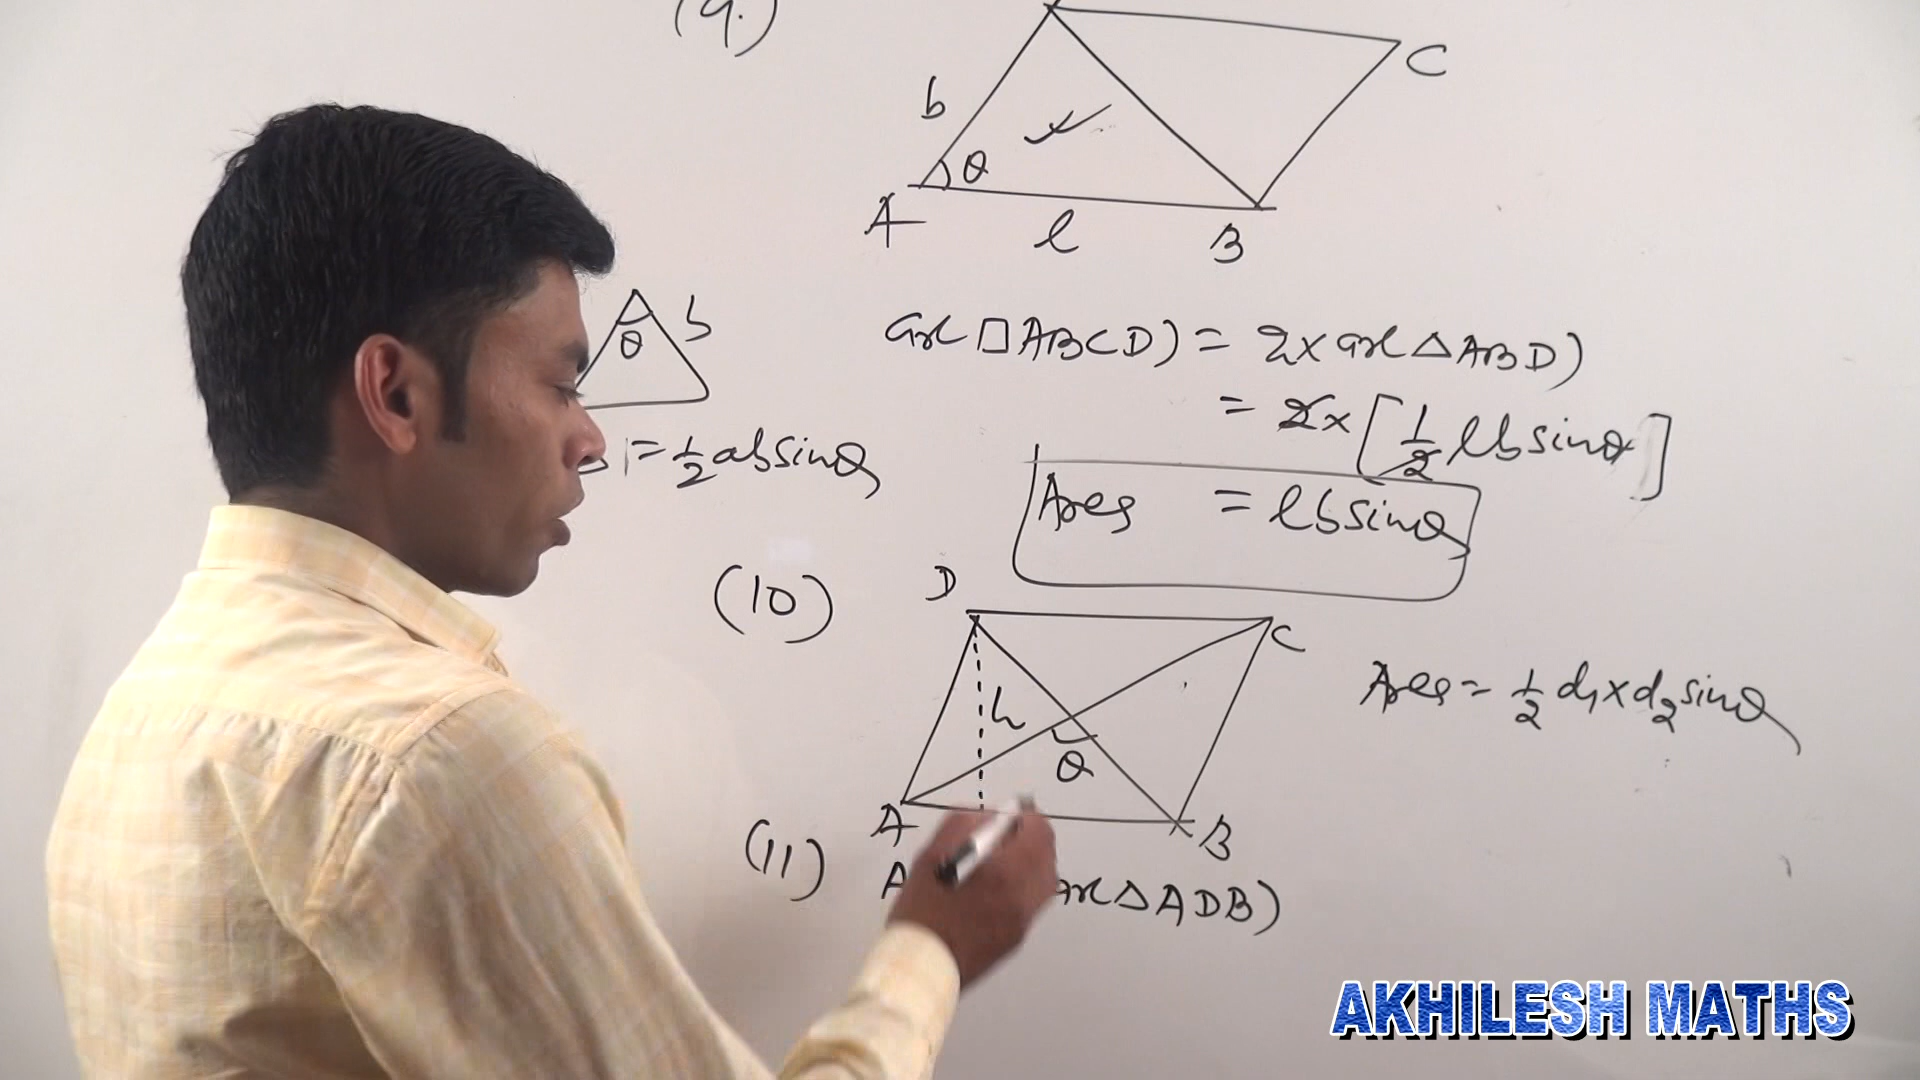 (9.)
C
b
θ
A
l
B
θ
b
ar(□ABCD) = 2×ar(△ABD)
= 2×[1/2 lb sinθ]
= 1/2 ab sinθ
Area = lb sinθ
(10)
D
C
h
θ
Area = 1/2 d₁×d₂ sinθ
A
B
(11)
A
ar(△ADB)
AKHILESH MATHS